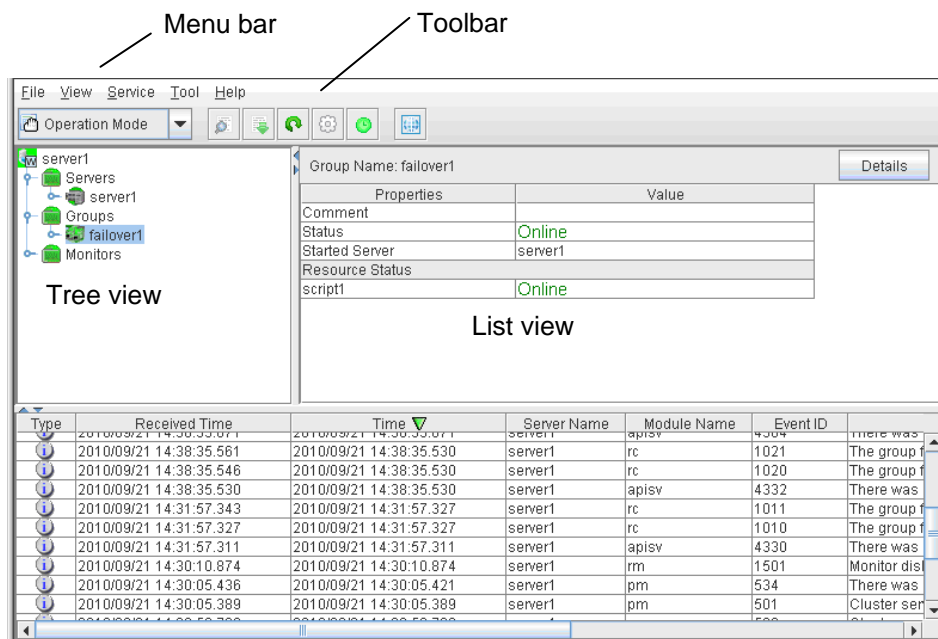 Menu bar
Toolbar
File View Service Tool Help
Operation Mode
server1
Servers
server1
Groups
failover1
Monitors
Tree view
Group Name: failover1
Details
Properties Value
Comment
Status Online
Started Server server1
Resource Status
script1 Online
List view
Type Received Time Time Server Name Module Name Event ID
2010/09/21 14:38:35.561 2010/09/21 14:38:35.530 server1 rc 1021 The group f
2010/09/21 14:38:35.546 2010/09/21 14:38:35.530 server1 rc 1020 The group f
2010/09/21 14:38:35.530 2010/09/21 14:38:35.530 server1 apisv 4332 There was
2010/09/21 14:31:57.343 2010/09/21 14:31:57.327 server1 rc 1011 The group f
2010/09/21 14:31:57.327 2010/09/21 14:31:57.327 server1 rc 1010 The group f
2010/09/21 14:31:57.311 2010/09/21 14:31:57.311 server1 apisv 4330 There was
2010/09/21 14:30:10.874 2010/09/21 14:30:10.874 server1 rm 1501 Monitor disk
2010/09/21 14:30:05.436 2010/09/21 14:30:05.421 server1 pm 534 There was
2010/09/21 14:30:05.389 2010/09/21 14:30:05.389 server1 pm 501 Cluster ser